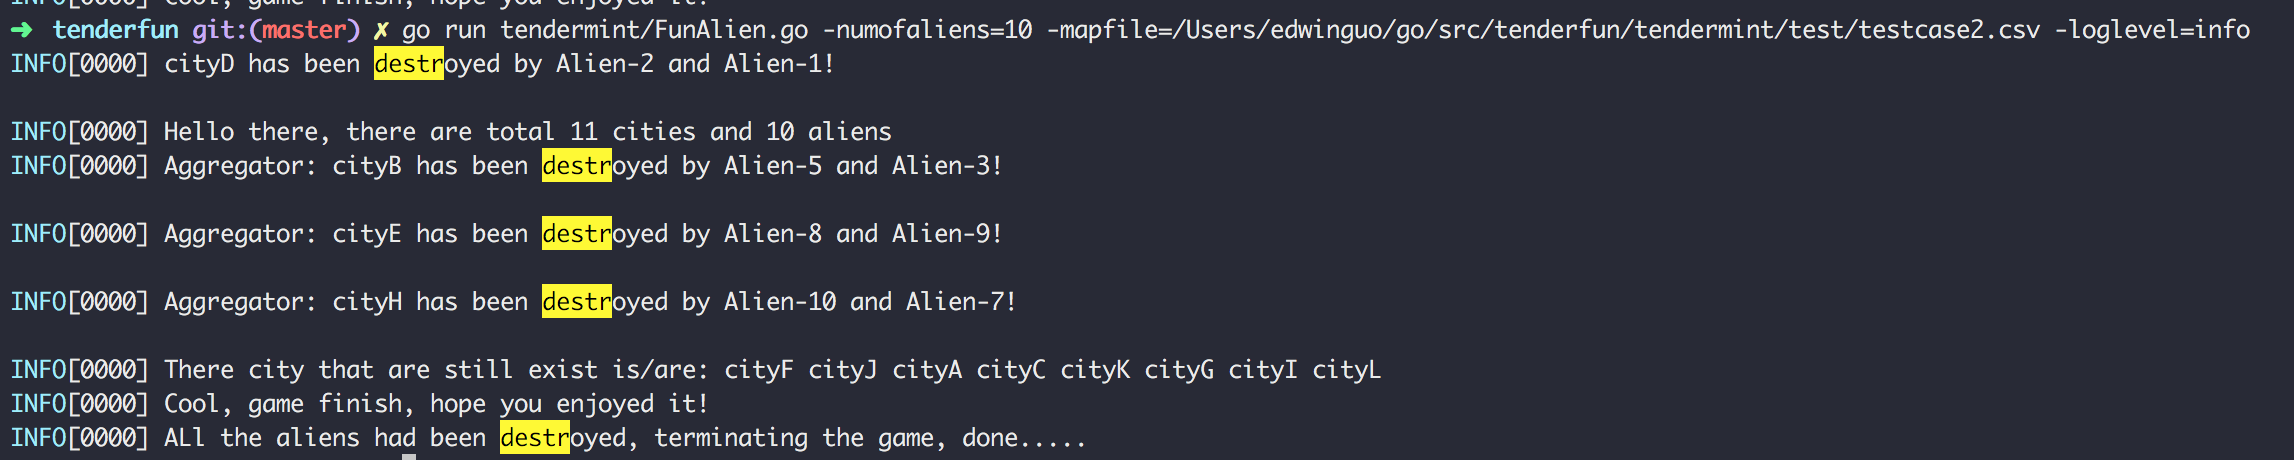 INFO[0000] Cool, game finish, hope you enjoyed it!
➜ tenderfun git:(master) ✗ go run tendermint/FunAlien.go -numofaliens=10 -mapfile=/Users/edwinguo/go/src/tenderfun/tendermint/test/testcase2.csv -loglevel=info
INFO[0000] cityD has been destroyed by Alien-2 and Alien-1!
INFO[0000] Hello there, there are total 11 cities and 10 aliens
INFO[0000] Aggregator: cityB has been destroyed by Alien-5 and Alien-3!
INFO[0000] Aggregator: cityE has been destroyed by Alien-8 and Alien-9!
INFO[0000] Aggregator: cityH has been destroyed by Alien-10 and Alien-7!
INFO[0000] There city that are still exist is/are: cityF cityJ cityA cityC cityK cityG cityI cityL
INFO[0000] Cool, game finish, hope you enjoyed it!
INFO[0000] ALl the aliens had been destroyed, terminating the game, done.....